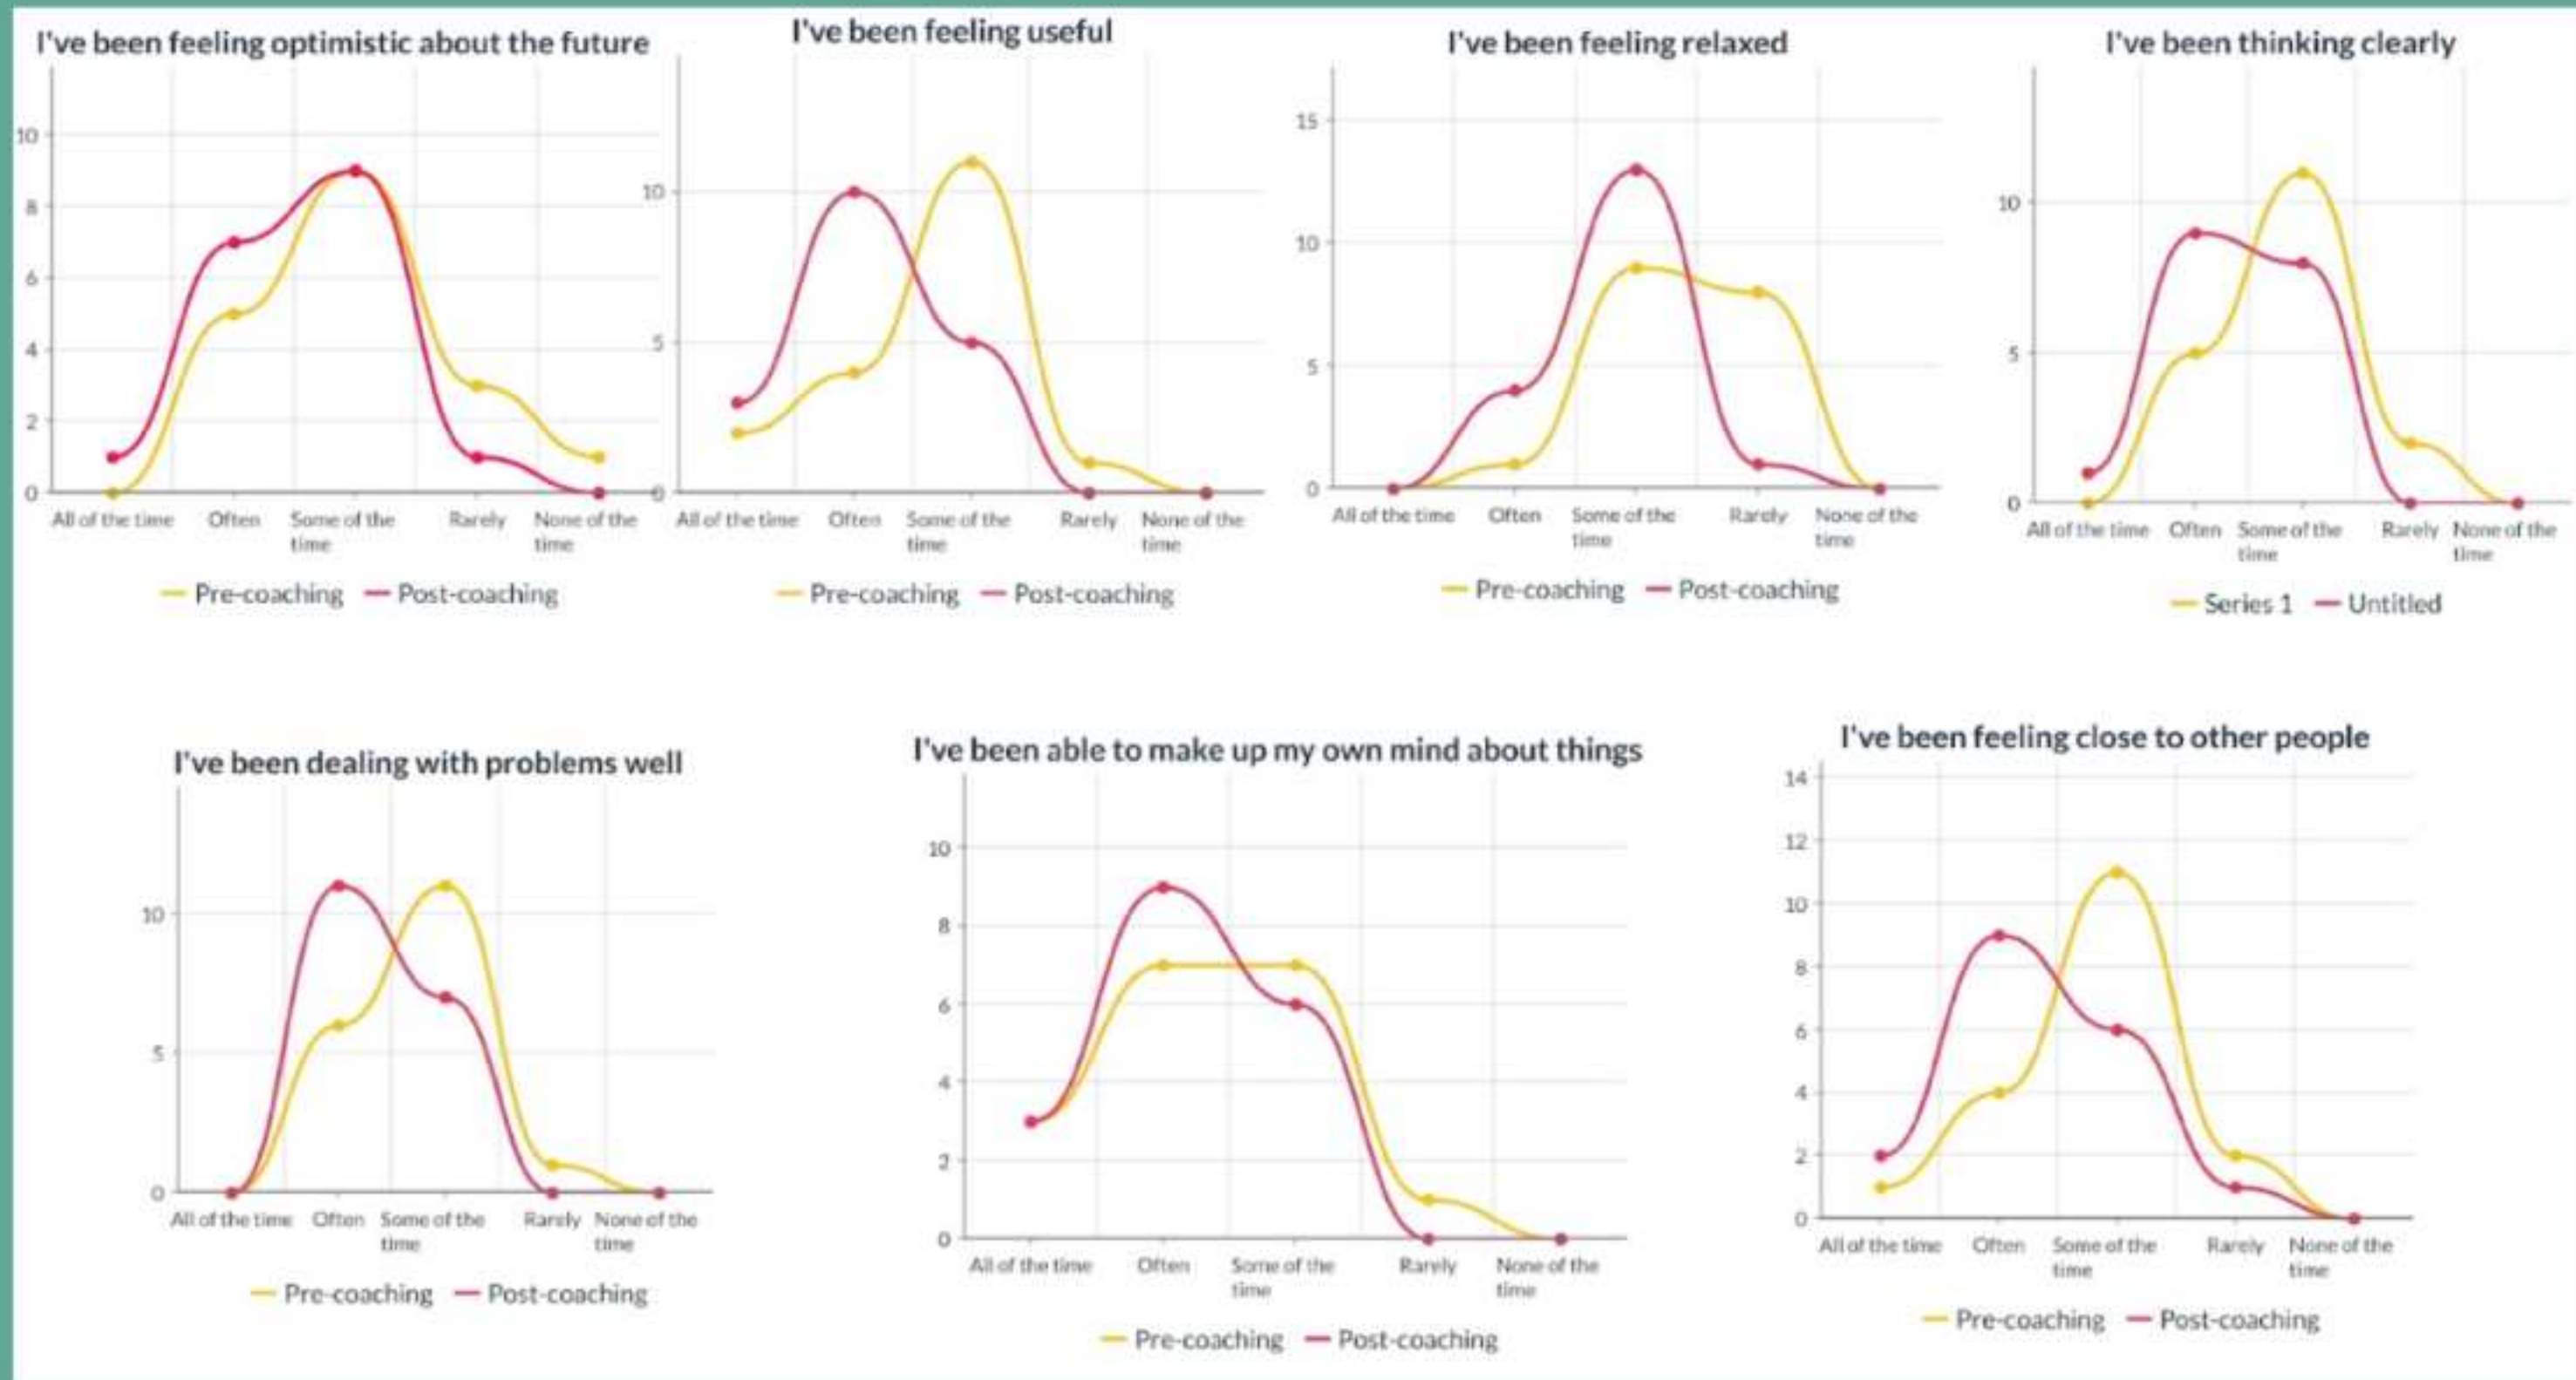 I've been feeling optimistic about the future
10
8
6
4
2
0
All of the time Often Some of the Rarely None of the
time time
Pre-coaching Post-coaching
I've been feeling useful
10
5
0
All of the time Often Some of the Rarely None of the
time time
Pre-coaching Post-coaching
I've been feeling relaxed
15
10
5
0
All of the time Often Some of the Rarely None of the
time time
Pre-coaching Post-coaching
I've been thinking clearly
10
5
0
All of the time Often Some of the Rarely None of the
time time
Series 1 Untitled
I've been dealing with problems well
10
5
0
All of the time Often Some of the Rarely None of the
time time
Pre-coaching Post-coaching
I've been able to make up my own mind about things
10
8
6
4
2
0
All of the time Often Some of the Rarely None of the
time time
Pre-coaching Post-coaching
I've been feeling close to other people
14
12
10
8
6
4
2
0
All of the time Often Some of the Rarely None of the
time time
Pre-coaching Post-coaching